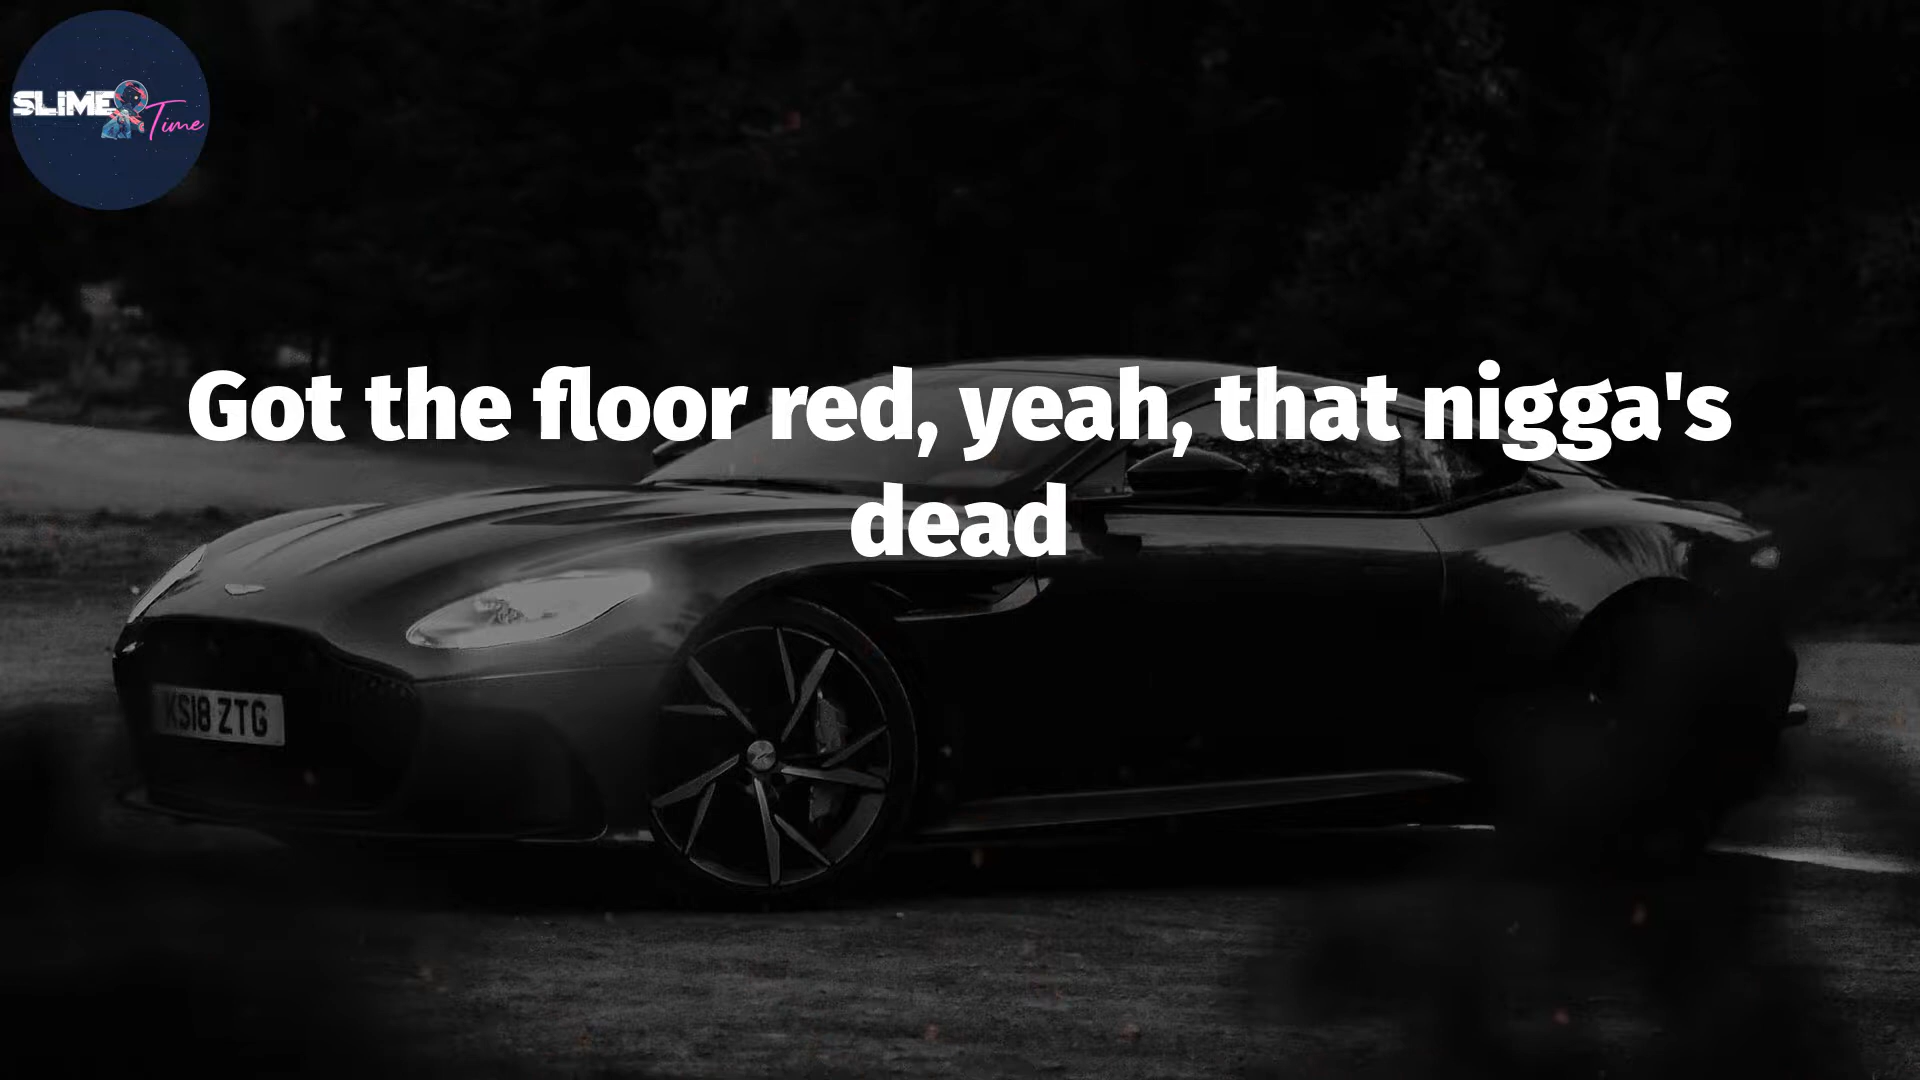 SLIME
Time
Got the floor red, yeah, that nigga's
dead
KS18 ZTG